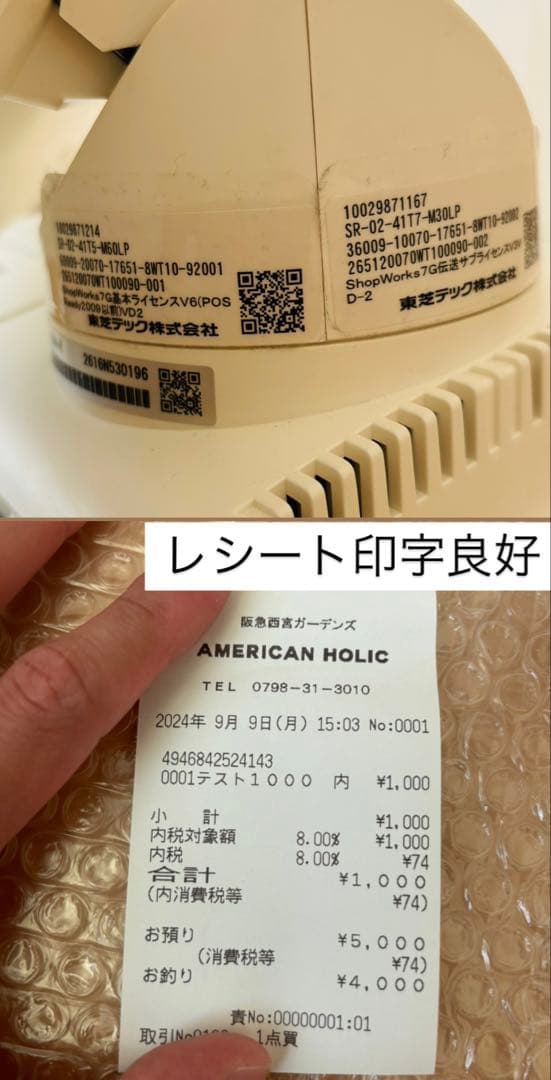 10029871214
SR-02-41T5-M60LP
60009-20070-17651-8WT10-92001
265120070WT100090-001
ShopWorks7G基本ライセンスV6(POS
Ready2009以前)VD2
東芝テック株式会社
10029871167
SR-02-41T7-M30LP
36009-10070-17651-8WT10-92002
265120070WT100090-002
ShopWorks7G伝送サブライセンスV3V
D-2
東芝テック株式会社
2616N530196
レシート印字良好
阪急西宮ガーデンズ
AMERICAN HOLIC
TEL 0798-31-3010
2024年 9月 9日(月) 15:03 No:0001
4946842524143
0001テスト1000 内 ¥1,000
小 計 ¥1,000
内税対象額 8.00% ¥1,000
内税 8.00% ¥74
合計 ¥1,000
(内消費税等 ¥74)
お預り ¥5,000
(消費税等 ¥74)
お釣り ¥4,000
責No:00000001:01
取引No 1点買